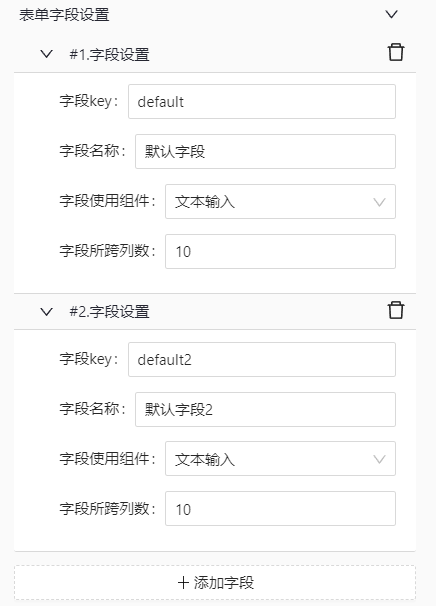 表单字段设置
#1.字段设置
字段key： default
字段名称： 默认字段
字段使用组件： 文本输入
字段所跨列数： 10
#2.字段设置
字段key： default2
字段名称： 默认字段2
字段使用组件： 文本输入
字段所跨列数： 10
+ 添加字段